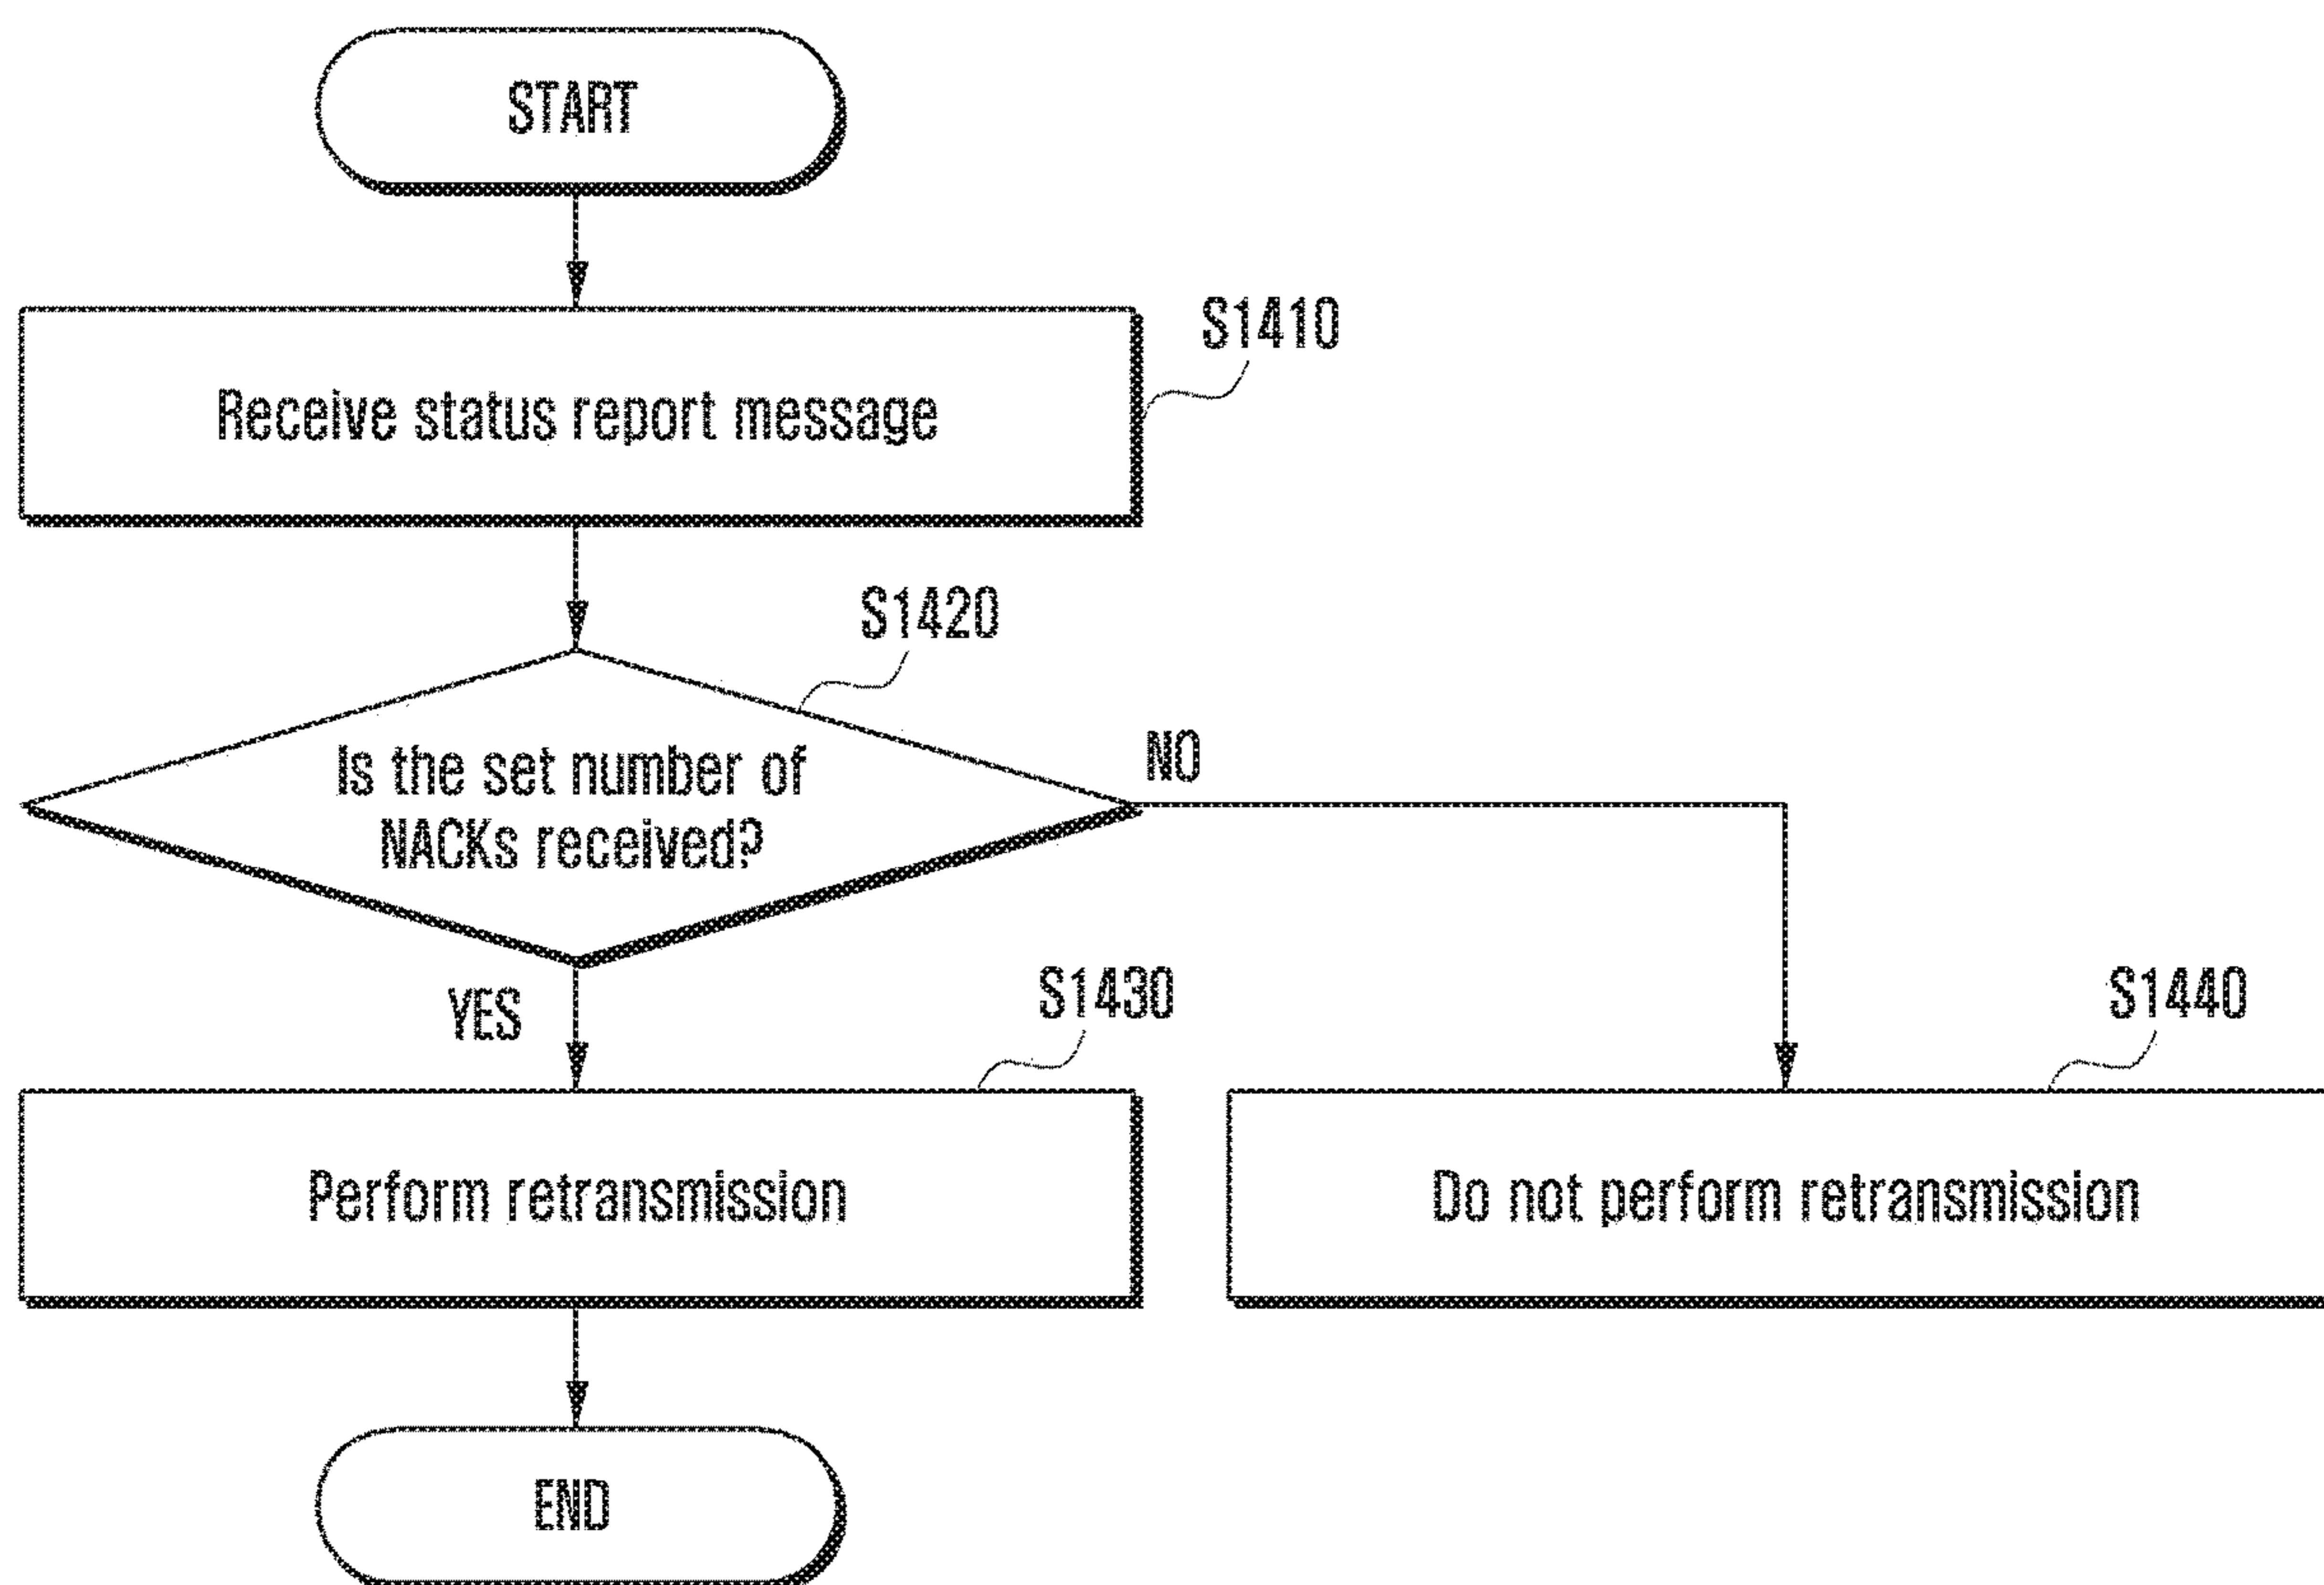 START
Receive status report message
S1410
S1420
Is the set number of
NACKs received?
NO
YES
S1430
S1440
Perform retransmission
Do not perform retransmission
END